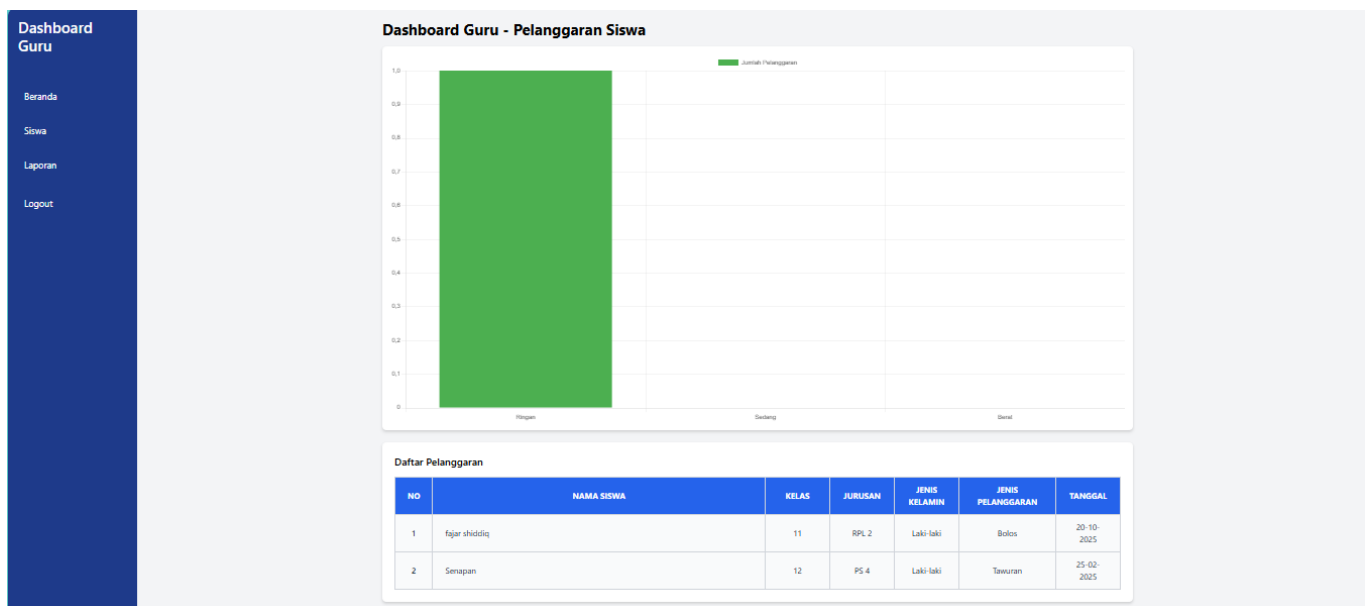 Dashboard
Guru
Beranda
Siswa
Laporan
Logout
Dashboard Guru - Pelanggaran Siswa
Jumlah Pelanggaran
1,0
0,9
0,8
0,7
0,6
0,5
0,4
0,3
0,2
0,1
0
Ringan Sedang Berat
Daftar Pelanggaran
NO NAMA SISWA KELAS JURUSAN JENIS KELAMIN JENIS PELANGGARAN TANGGAL
1 fajar shiddiq 11 RPL 2 Laki-laki Bolos 20-10-2025
2 Senapan 12 PS 4 Laki-laki Tawuran 25-02-2025